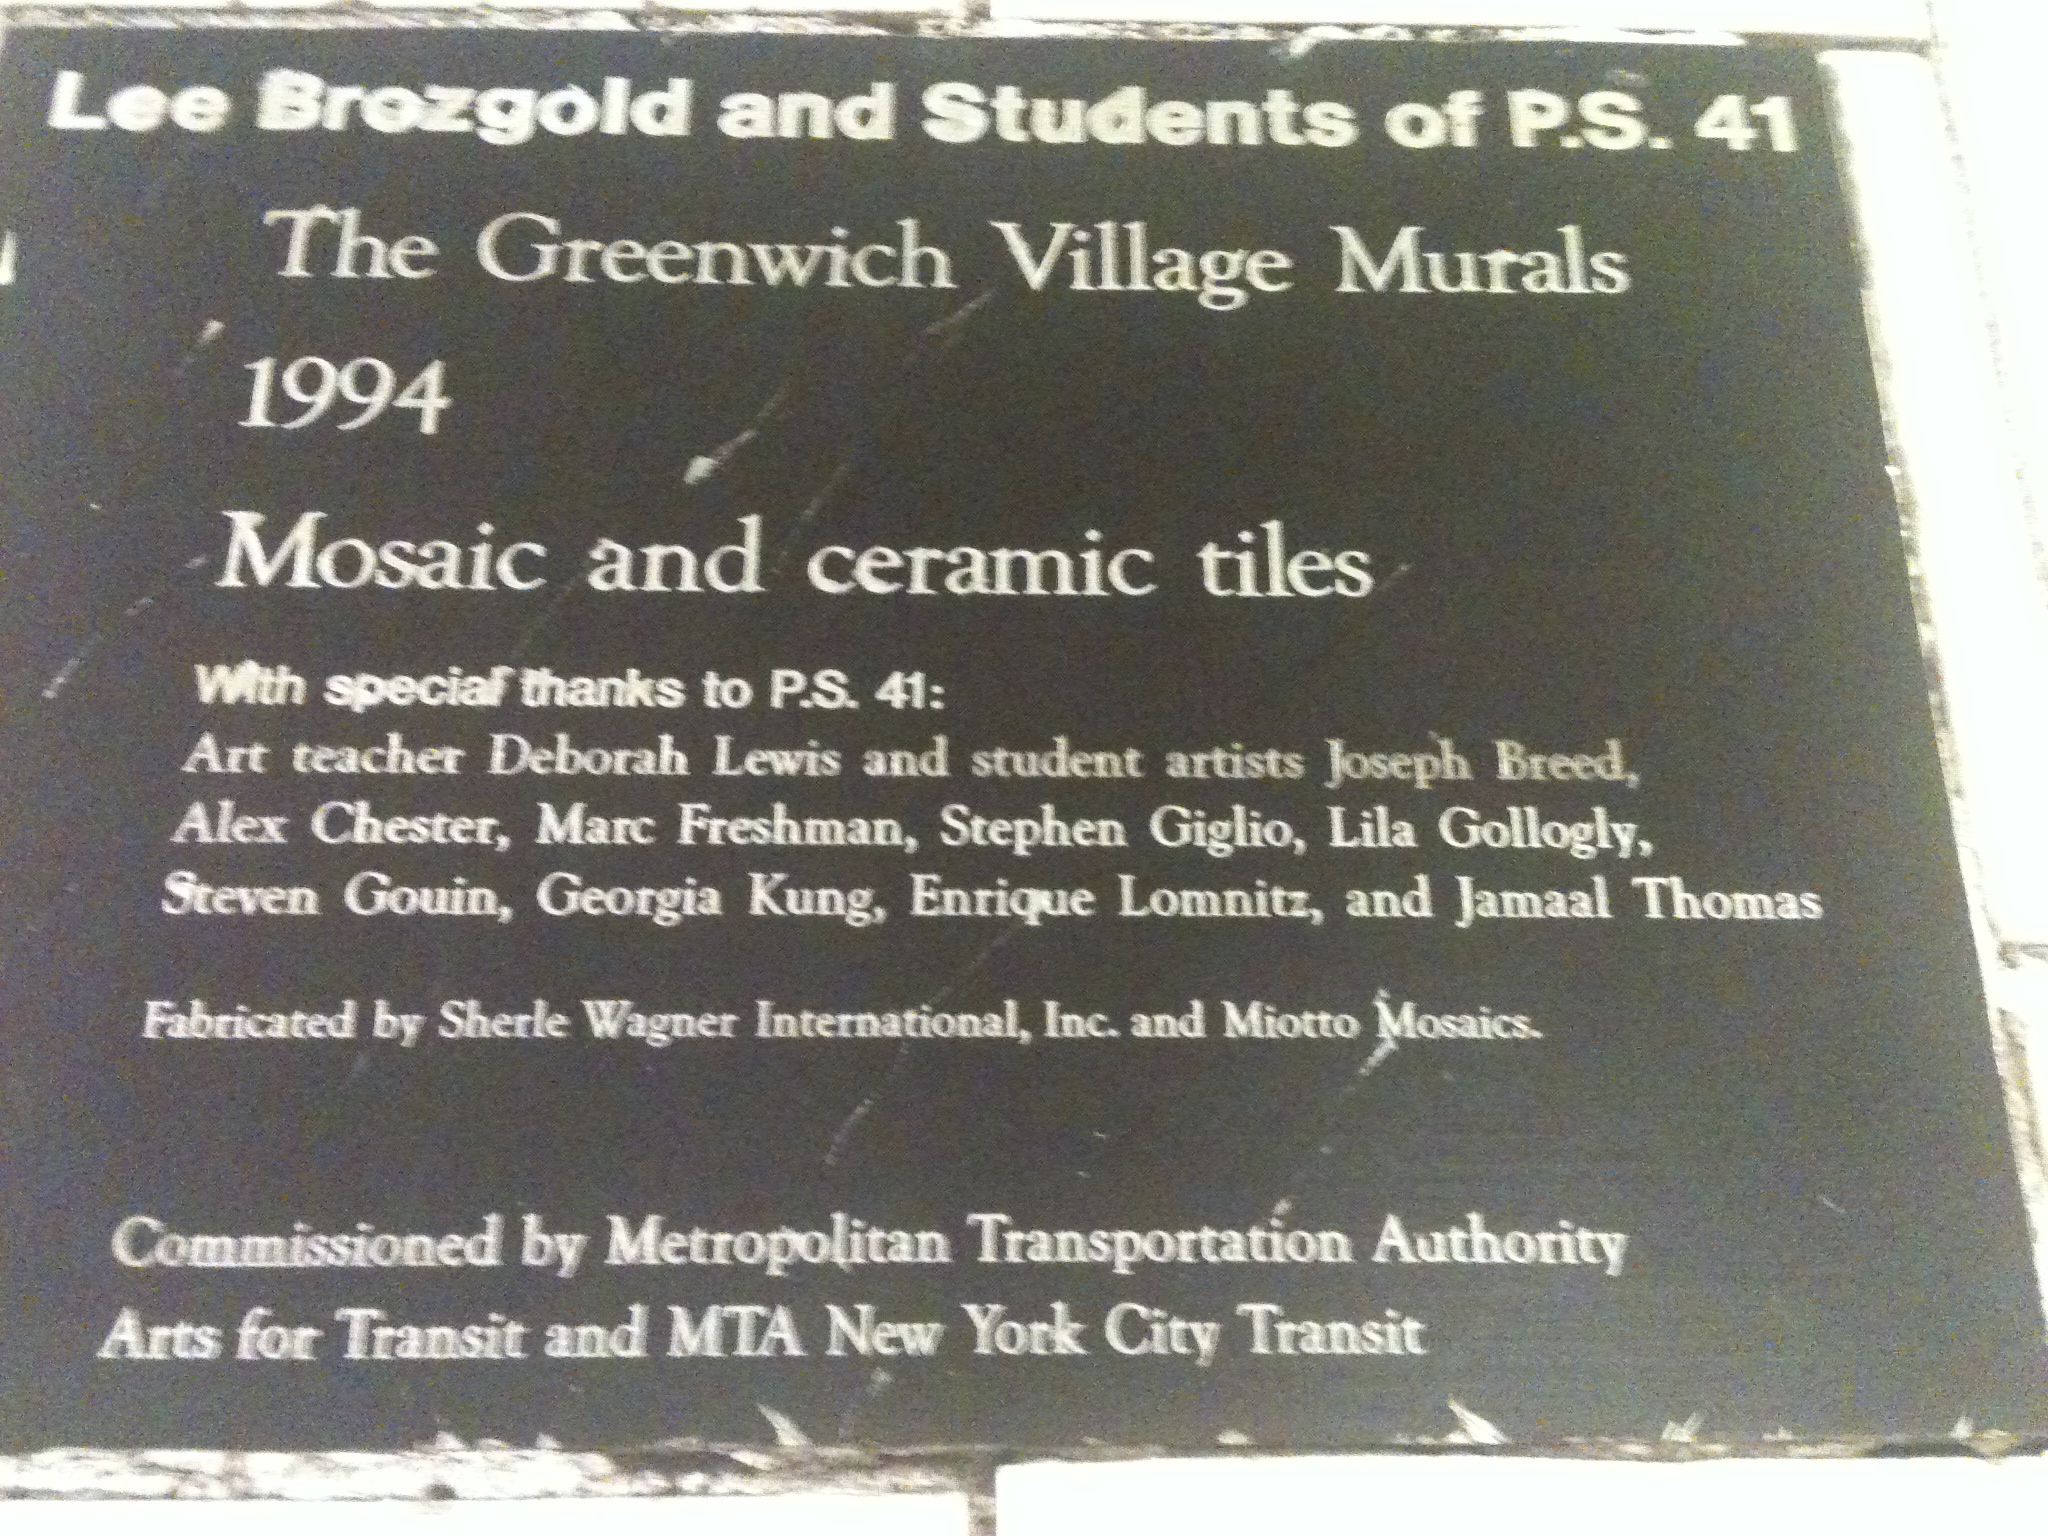 Lee Brozgold and Students of P.S. 41
The Greenwich Village Murals
1994
Mosaic and ceramic tiles
With special thanks to P.S. 41:
Art teacher Deborah Lewis and student artists Joseph Breed,
Alex Chester, Marc Freshman, Stephen Giglio, Lila Gollogly,
Steven Gouin, Georgia Kung, Enrique Lomnitz, and Jamaal Thomas
Fabricated by Sherle Wagner International, Inc. and Miotto Mosaics.
Commissioned by Metropolitan Transportation Authority
Arts for Transit and MTA New York City Transit